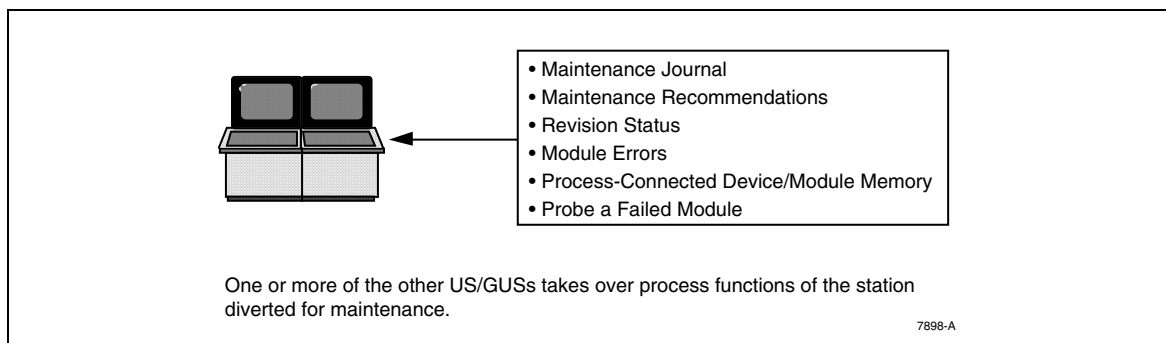 • Maintenance Journal
• Maintenance Recommendations
• Revision Status
• Module Errors
• Process-Connected Device/Module Memory
• Probe a Failed Module
One or more of the other US/GUSs takes over process functions of the station
diverted for maintenance.
7898-A